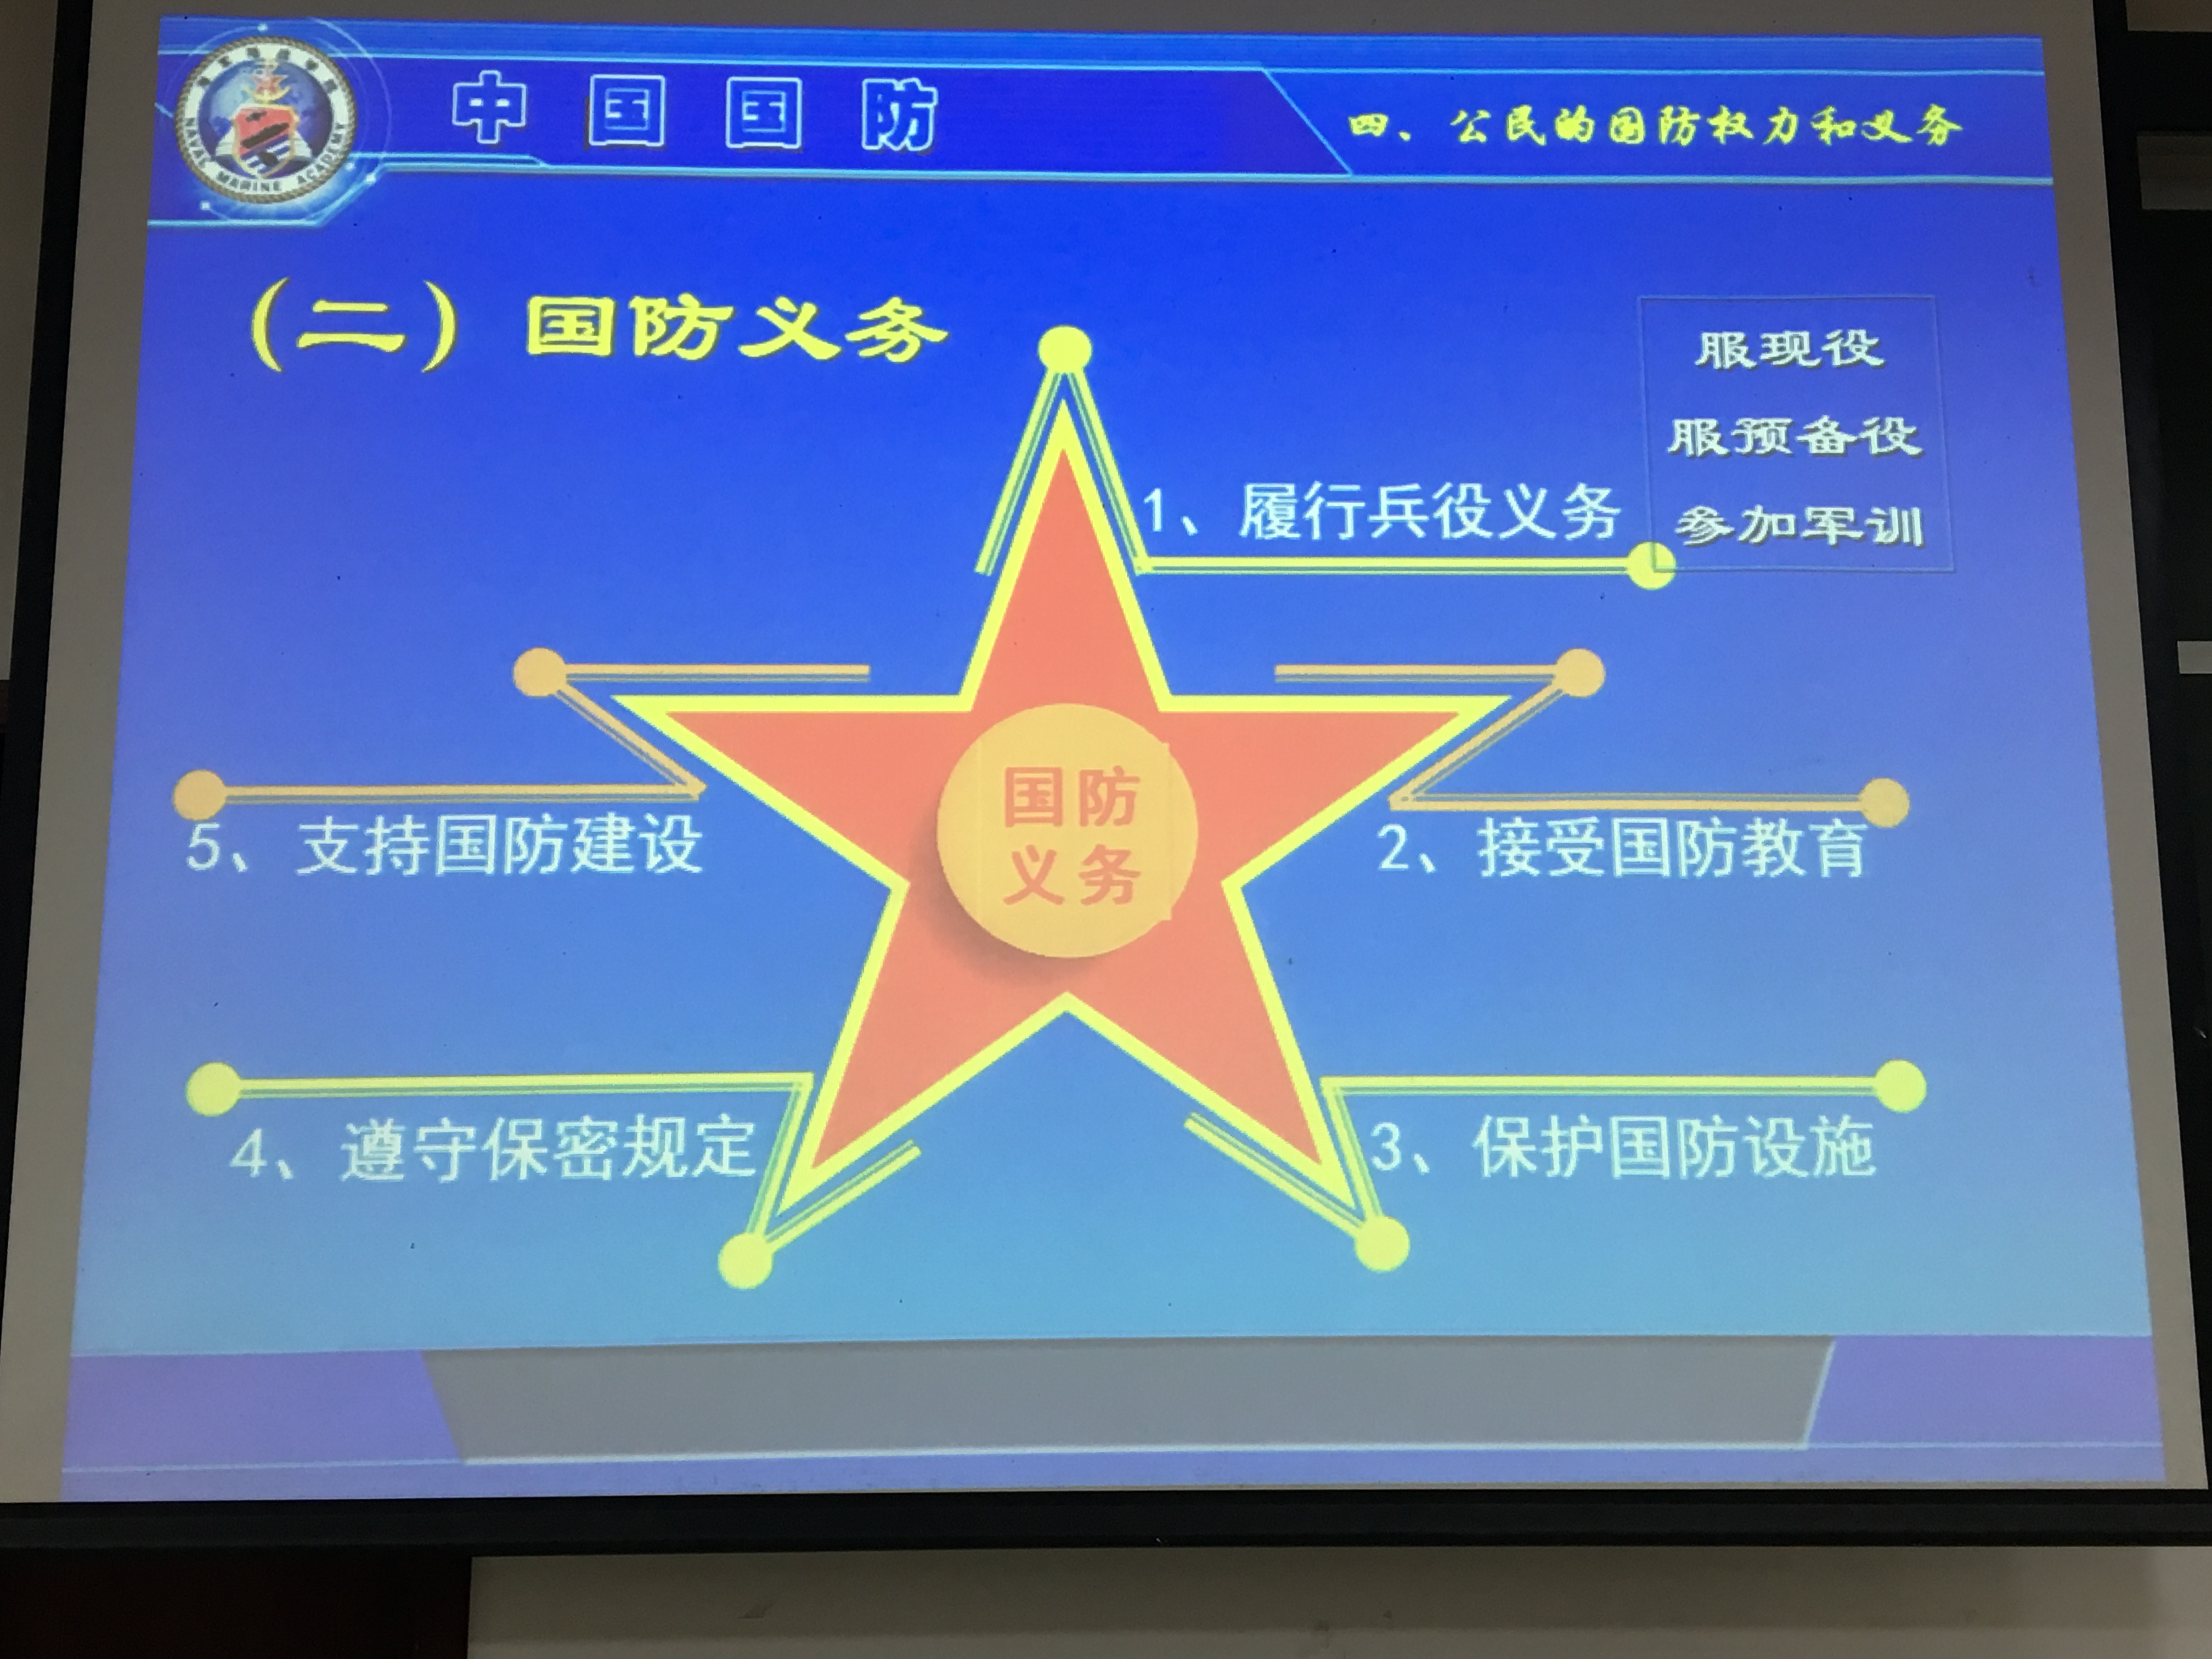 中国国防
四、公民的国防权力和义务
(二) 国防义务
服现役
服预备役
参加军训
1、履行兵役义务
2、接受国防教育
3、保护国防设施
4、遵守保密规定
5、支持国防建设
国防
义务
NAVAL MARINE ACADEMY